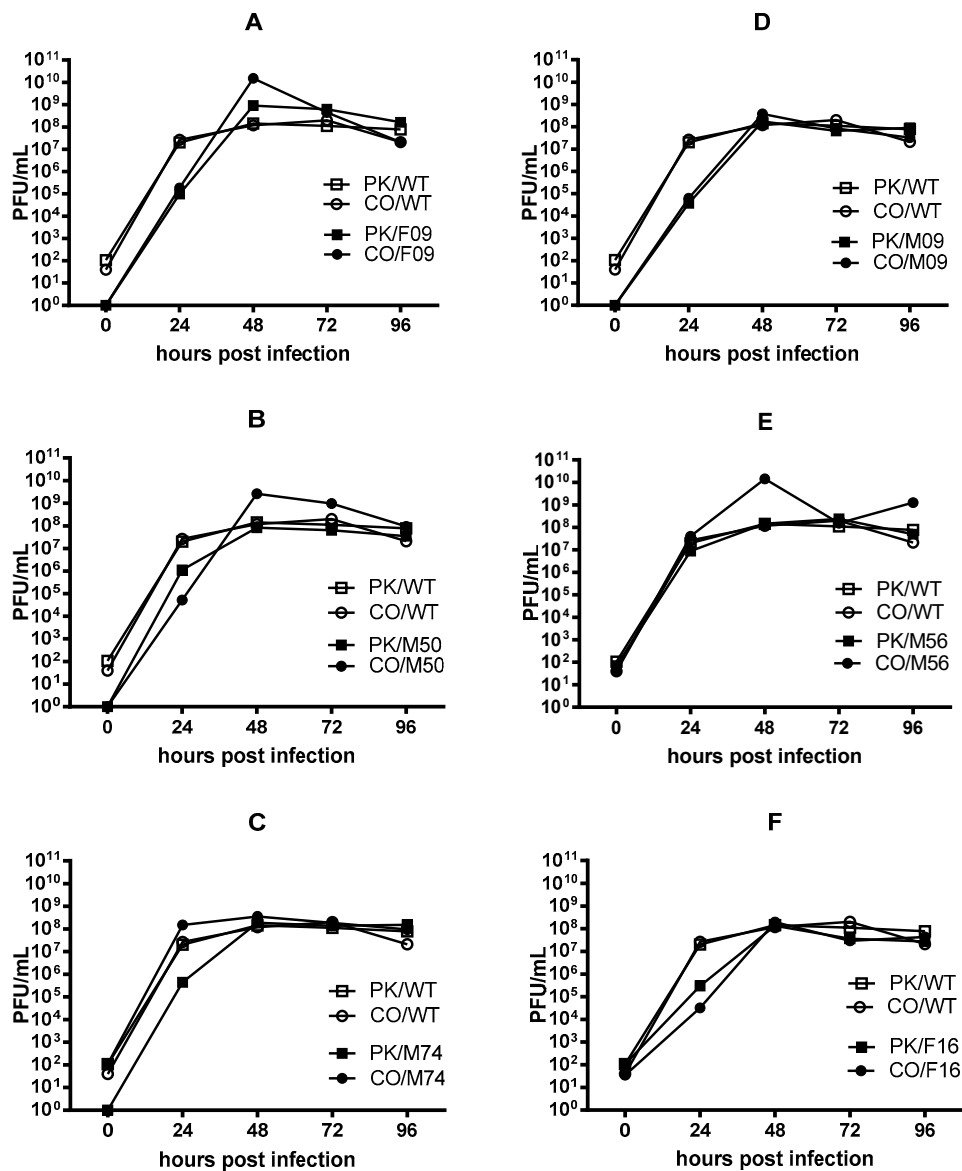 A
10¹¹
10¹⁰
10⁹
10⁸
10⁷
10⁶
10⁵
10⁴
10³
10²
10¹
10⁰
PFU/mL
PK/WT
CO/WT
PK/F09
CO/F09
0 24 48 72 96
hours post infection
D
10¹¹
10¹⁰
10⁹
10⁸
10⁷
10⁶
10⁵
10⁴
10³
10²
10¹
10⁰
PFU/mL
PK/WT
CO/WT
PK/M09
CO/M09
0 24 48 72 96
hours post infection
B
10¹¹
10¹⁰
10⁹
10⁸
10⁷
10⁶
10⁵
10⁴
10³
10²
10¹
10⁰
PFU/mL
PK/WT
CO/WT
PK/M50
CO/M50
0 24 48 72 96
hours post infection
E
10¹¹
10¹⁰
10⁹
10⁸
10⁷
10⁶
10⁵
10⁴
10³
10²
10¹
10⁰
PFU/mL
PK/WT
CO/WT
PK/M56
CO/M56
0 24 48 72 96
hours post infection
C
10¹¹
10¹⁰
10⁹
10⁸
10⁷
10⁶
10⁵
10⁴
10³
10²
10¹
10⁰
PFU/mL
PK/WT
CO/WT
PK/M74
CO/M74
0 24 48 72 96
hours post infection
F
10¹¹
10¹⁰
10⁹
10⁸
10⁷
10⁶
10⁵
10⁴
10³
10²
10¹
10⁰
PFU/mL
PK/WT
CO/WT
PK/F16
CO/F16
0 24 48 72 96
hours post infection